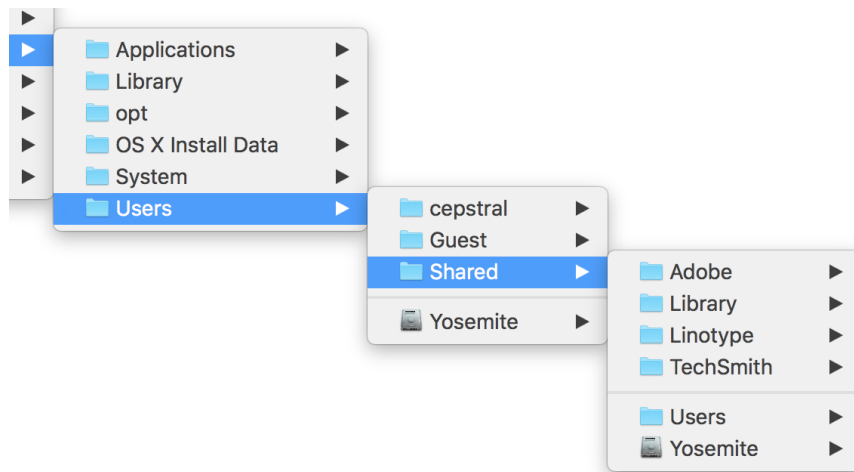 Applications
Library
opt
OS X Install Data
System
Users
cepstral
Guest
Shared
Yosemite
Adobe
Library
Linotype
TechSmith
Users
Yosemite